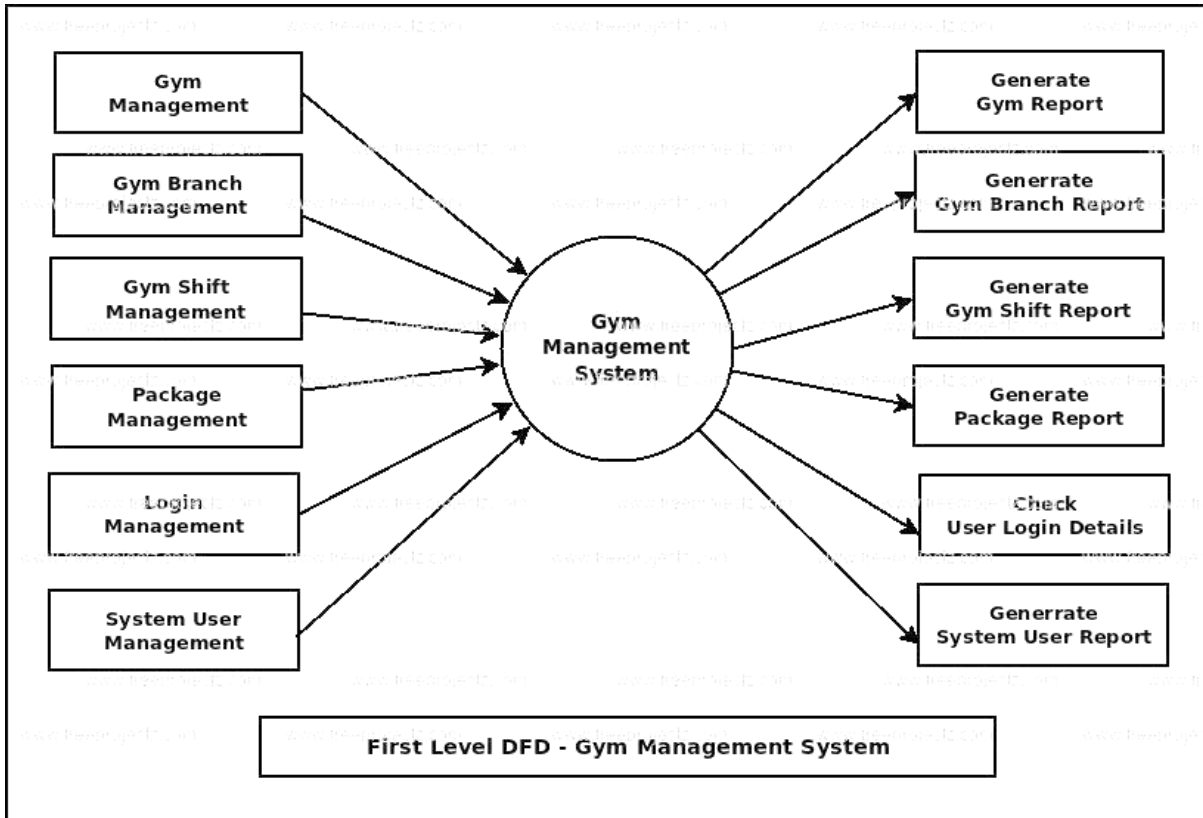 Gym
Management
Gym Branch
Management
Gym Shift
Management
Package
Management
Login
Management
System User
Management
Gym
Management
System
Generate
Gym Report
Generrate
Gym Branch Report
Generate
Gym Shift Report
Generate
Package Report
Check
User Login Details
Generrate
System User Report
First Level DFD - Gym Management System